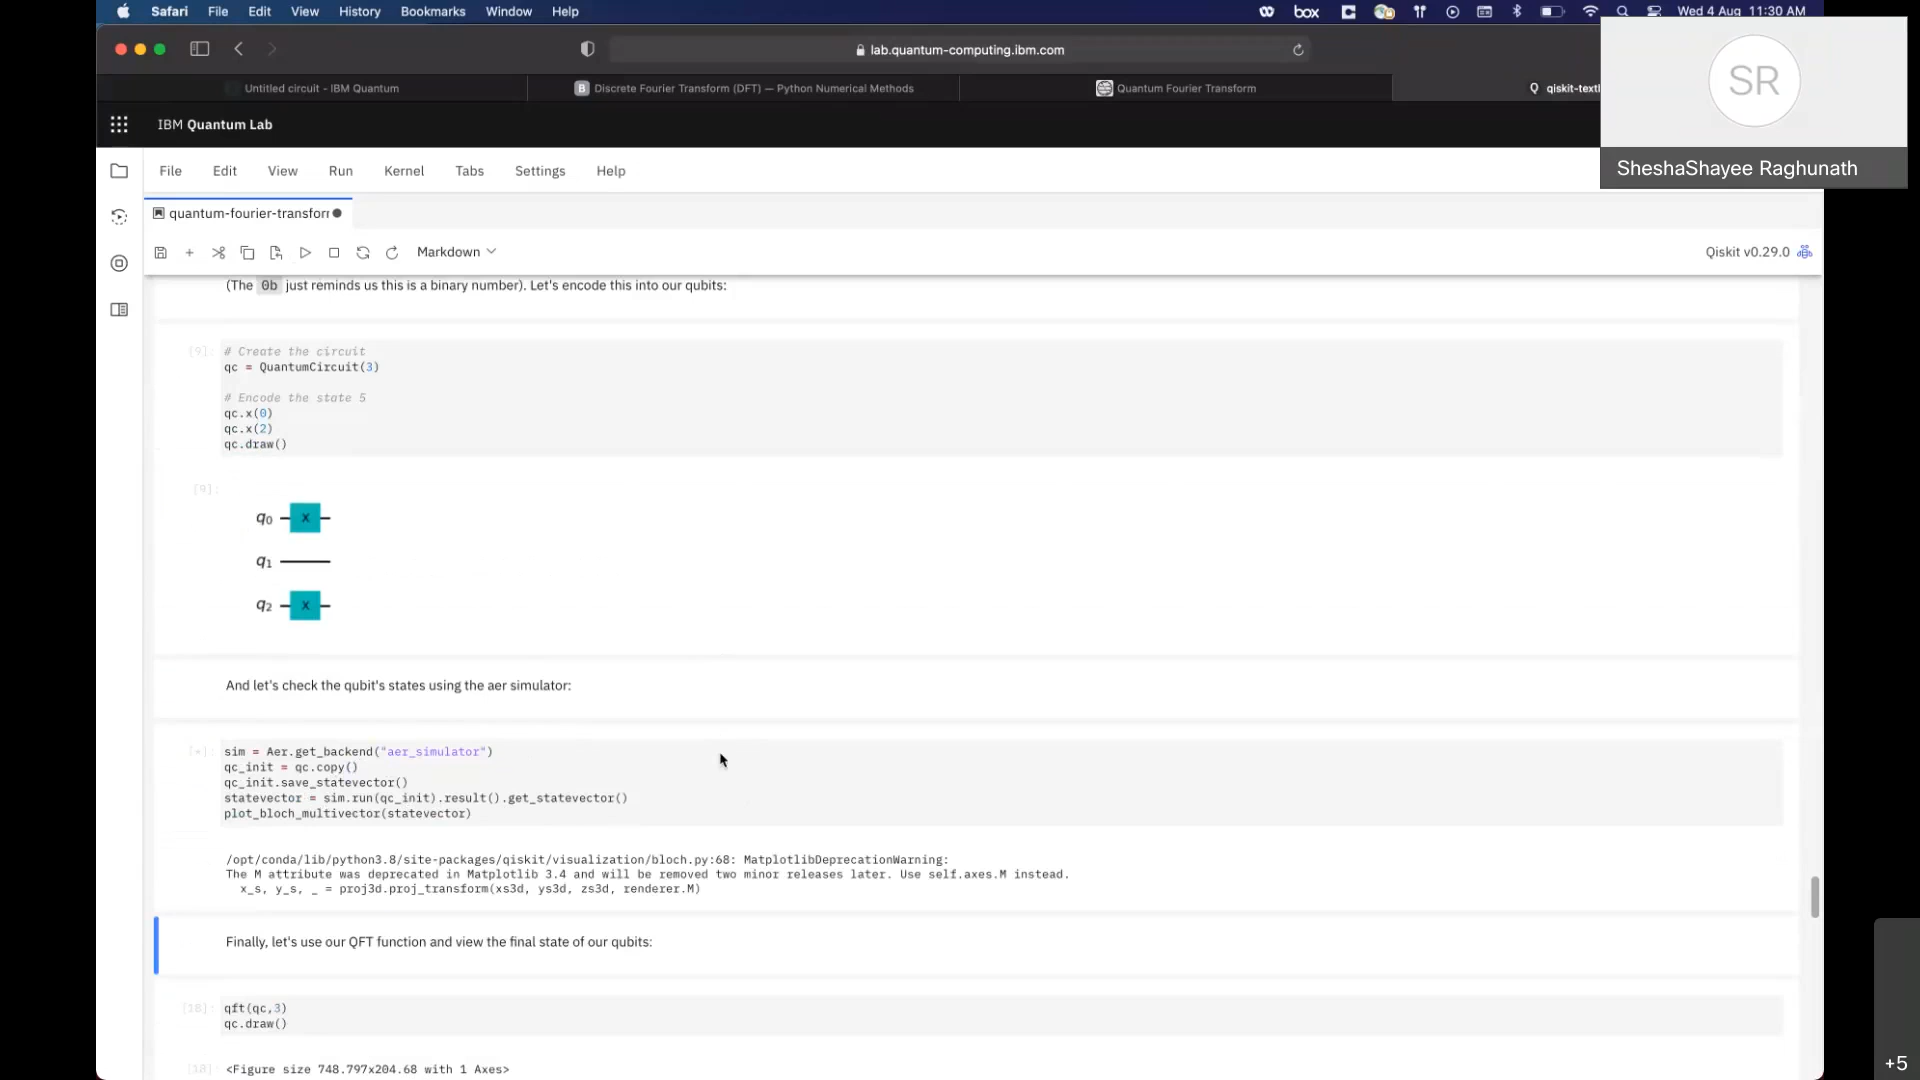 Safari File Edit View History Bookmarks Window Help
box
Wed 4 Aug 11:30 AM
lab.quantum-computing.ibm.com
Untitled circuit - IBM Quantum
B Discrete Fourier Transform (DFT) — Python Numerical Methods
Quantum Fourier Transform
SR
IBM Quantum Lab
SheshaShayee Raghunath
File Edit View Run Kernel Tabs Settings Help
Markdown
Qiskit v0.29.0
(The 0b just reminds us this is a binary number). Let's encode this into our qubits:
[9]: # Create the circuit
qc = QuantumCircuit(3)
# Encode the state 5
qc.x(0)
qc.x(2)
qc.draw()
[9]:
q0 X
q1
q2 X
And let's check the qubit's states using the aer simulator:
[*]: sim = Aer.get_backend("aer_simulator")
qc_init = qc.copy()
qc_init.save_statevector()
statevector = sim.run(qc_init).result().get_statevector()
plot_bloch_multivector(statevector)
/opt/conda/lib/python3.8/site-packages/qiskit/visualization/bloch.py:68: MatplotlibDeprecationWarning:
The M attribute was deprecated in Matplotlib 3.4 and will be removed two minor releases later. Use self.axes.M instead.
x_s, y_s, _ = proj3d.proj_transform(xs3d, ys3d, zs3d, renderer.M)
Finally, let's use our QFT function and view the final state of our qubits:
[18]: qft(qc,3)
qc.draw()
[18]: <Figure size 748.797x204.68 with 1 Axes>
+5